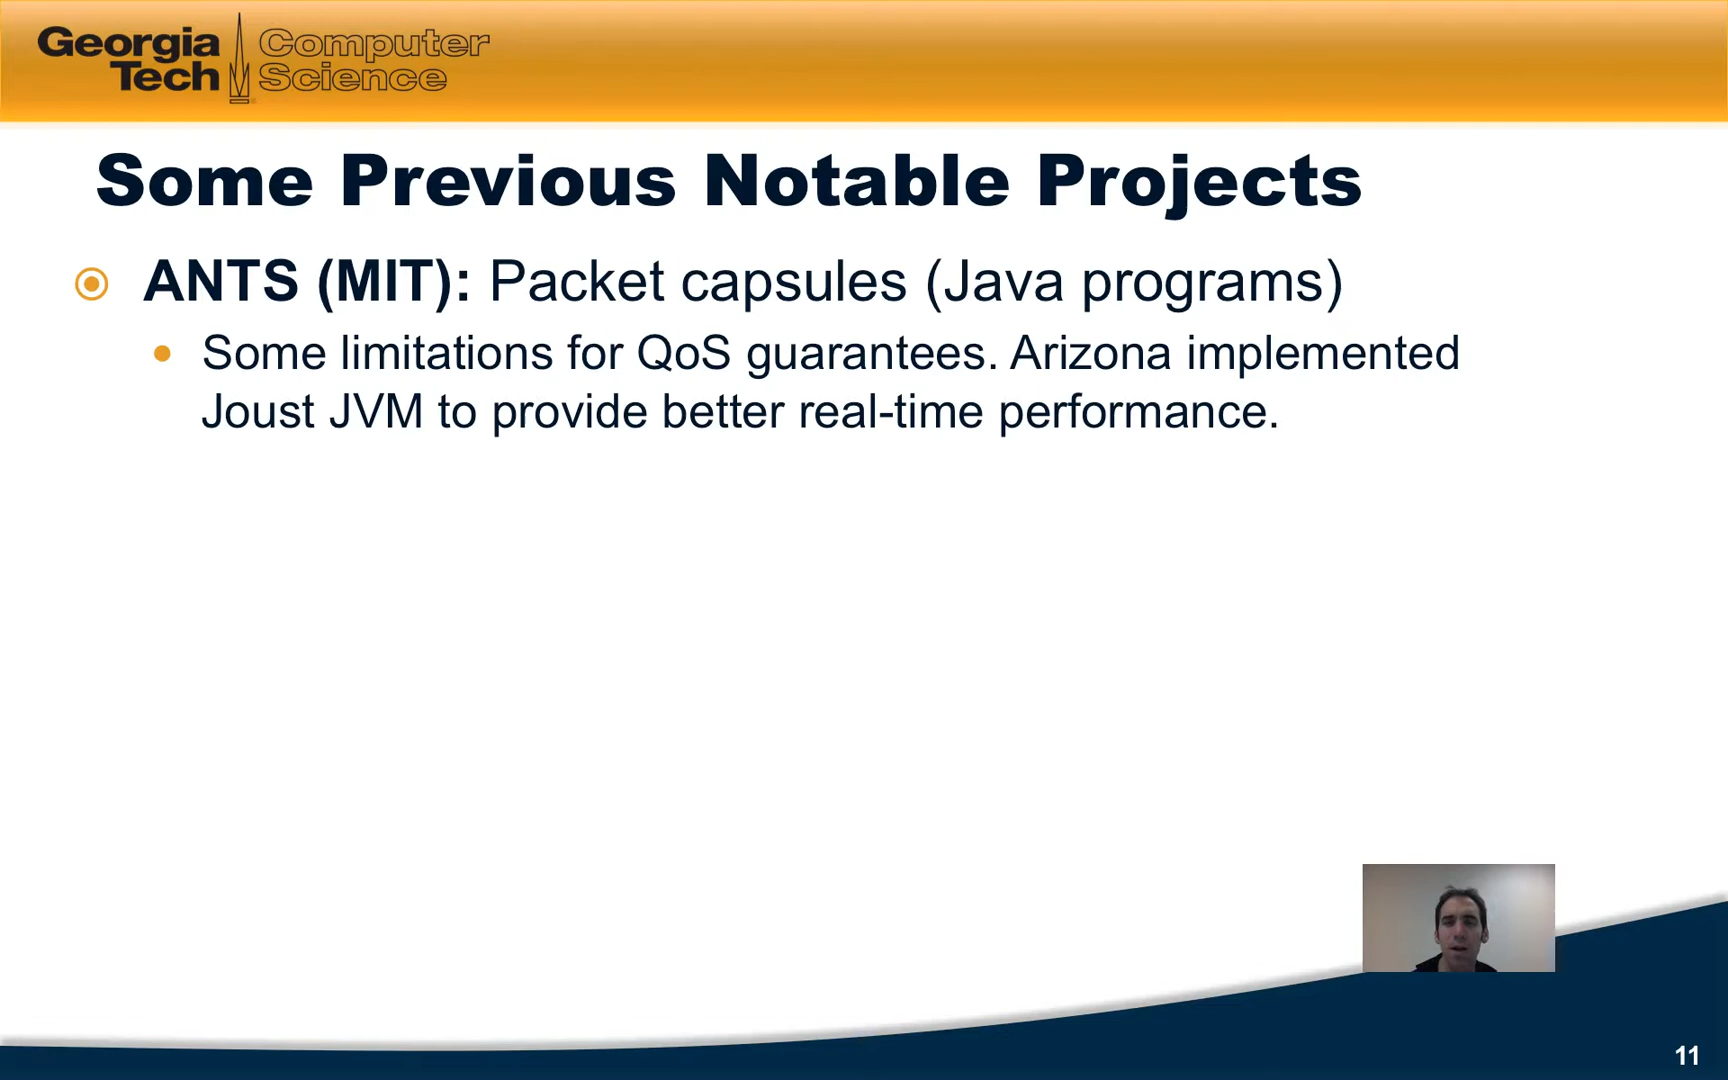 Georgia Tech Computer Science
Some Previous Notable Projects
ANTS (MIT): Packet capsules (Java programs)
Some limitations for QoS guarantees. Arizona implemented
Joust JVM to provide better real-time performance.
11